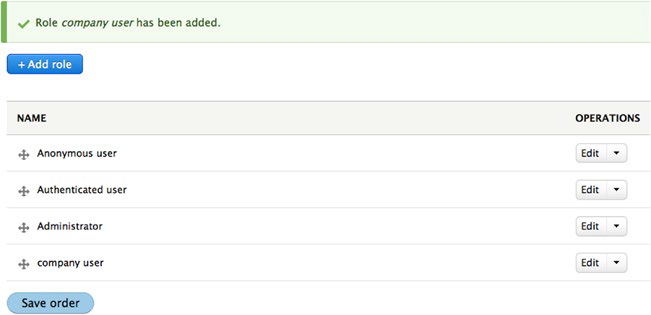 Role company user has been added.
+ Add role
NAME OPERATIONS
Anonymous user Edit
Authenticated user Edit
Administrator Edit
company user Edit
Save order